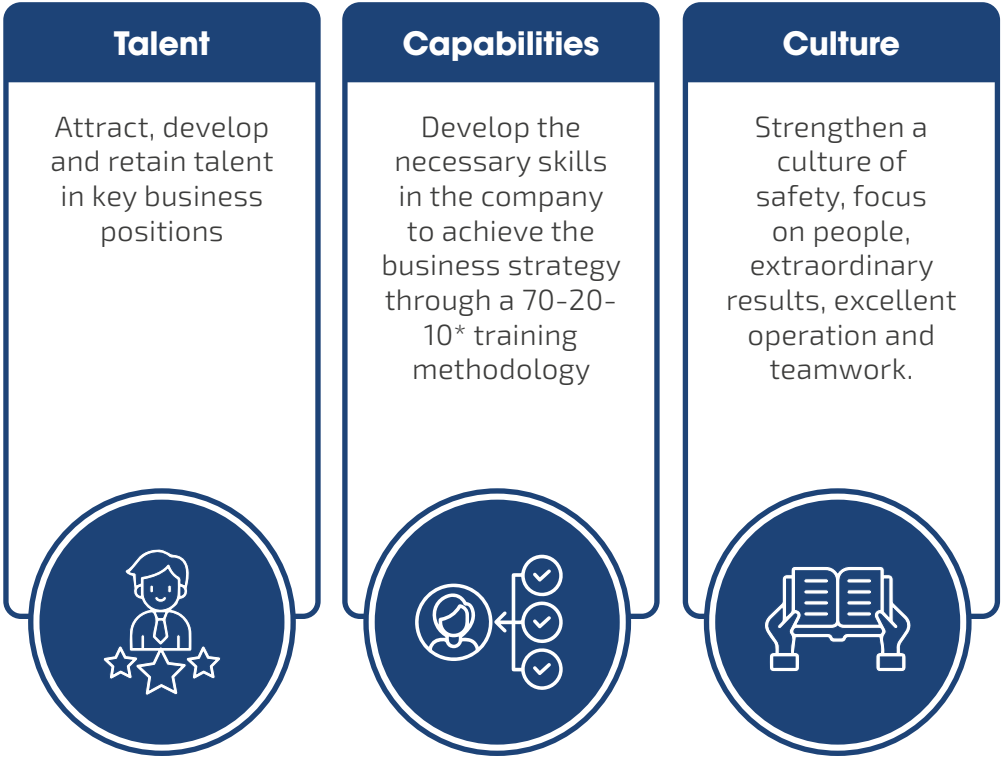 Talent
Attract, develop
and retain talent
in key business
positions
Capabilities
Develop the
necessary skills
in the company
to achieve the
business strategy
through a 70-20-
10* training
methodology
Culture
Strengthen a
culture of
safety, focus
on people,
extraordinary
results, excellent
operation and
teamwork.